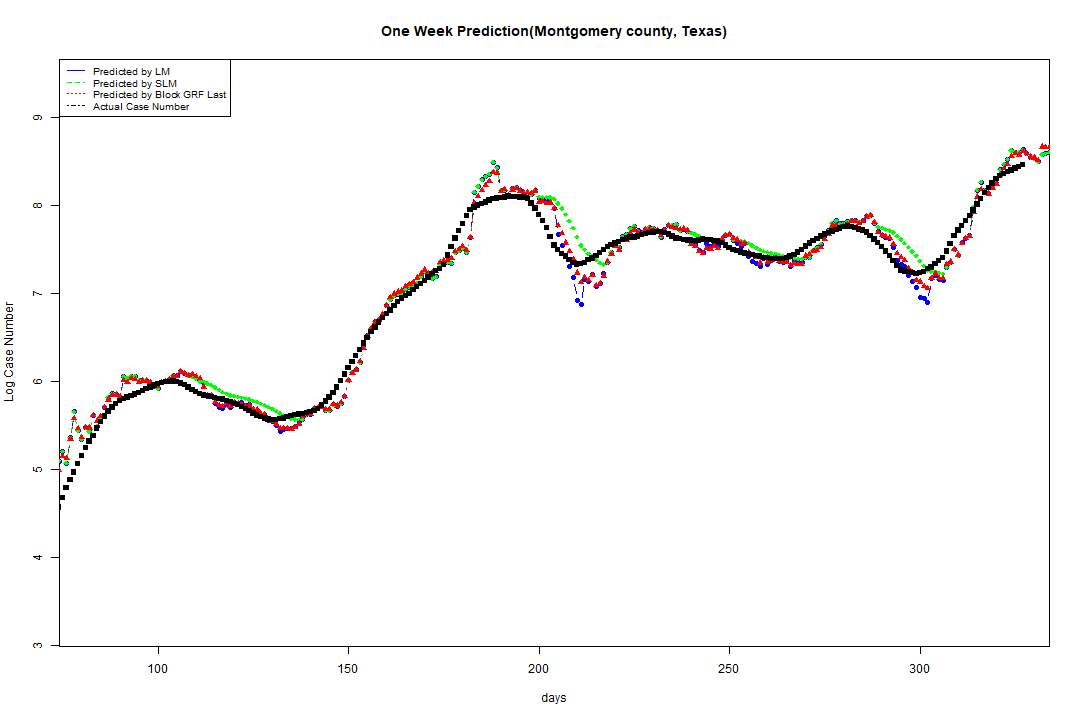 One Week Prediction(Montgomery county, Texas)
Predicted by LM
Predicted by SLM
Predicted by Block GRF Last
Actual Case Number
9
8
7
6
5
4
3
Log Case Number
100 150 200 250 300
days